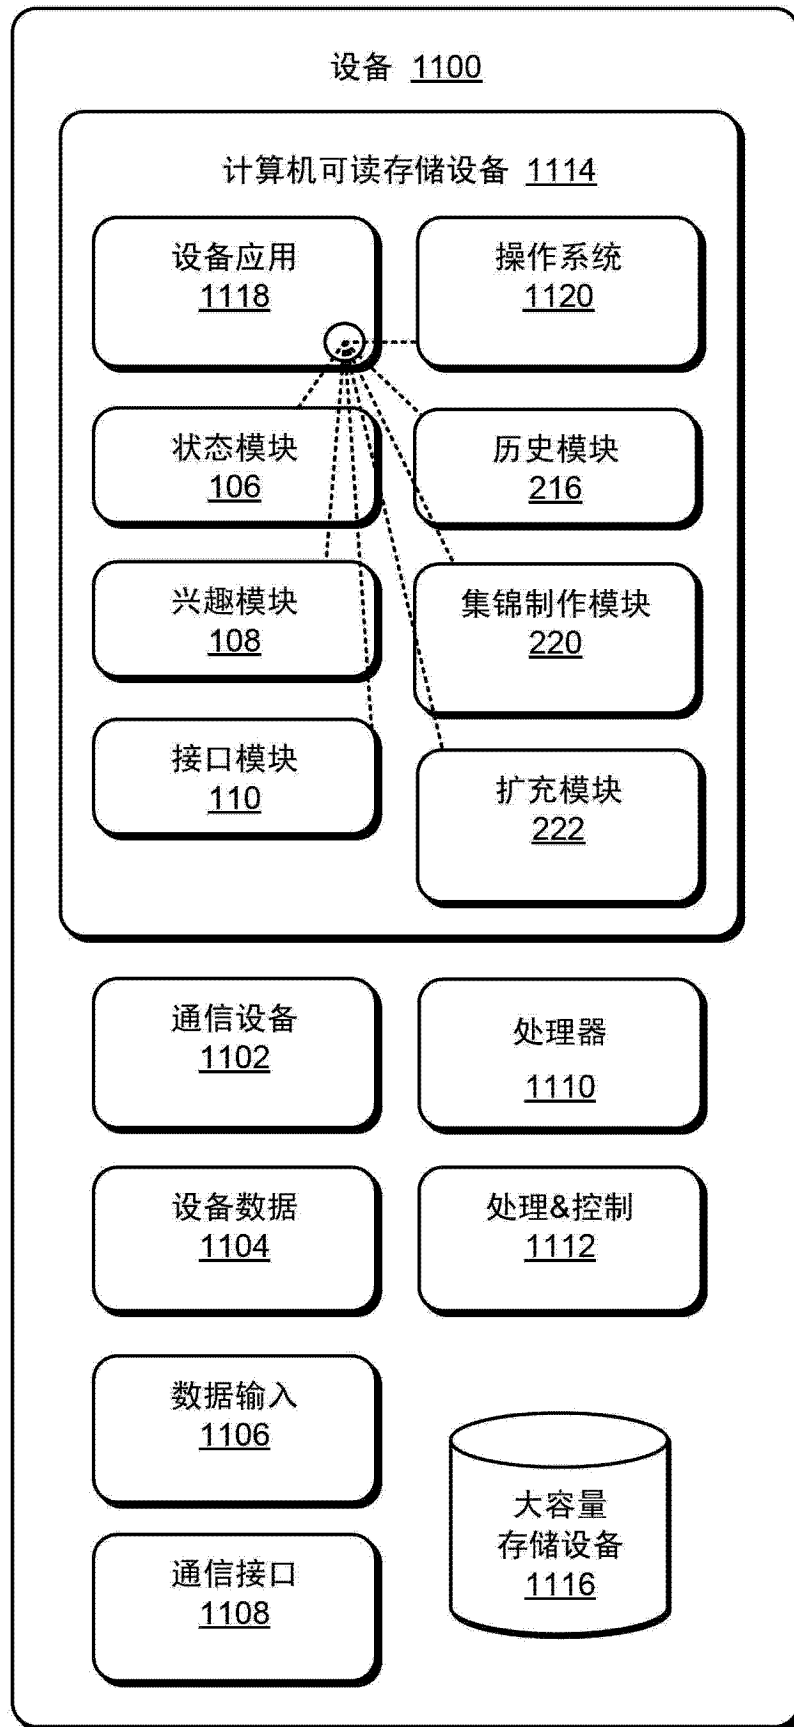 设备 1100
计算机可读存储设备 1114
设备应用
1118
操作系统
1120
状态模块
106
历史模块
216
兴趣模块
108
集锦制作模块
220
接口模块
110
扩充模块
222
通信设备
1102
处理器
1110
设备数据
1104
处理&控制
1112
数据输入
1106
大容量
存储设备
1116
通信接口
1108